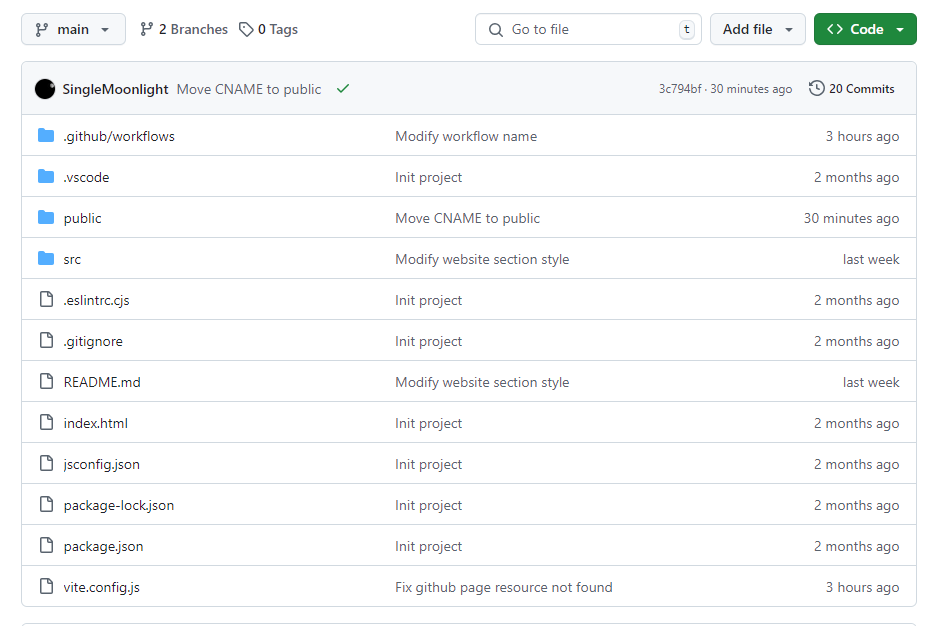 main 2 Branches 0 Tags Go to file t Add file Code
SingleMoonlight Move CNAME to public 3c794bf · 30 minutes ago 20 Commits
.github/workflows Modify workflow name 3 hours ago
.vscode Init project 2 months ago
public Move CNAME to public 30 minutes ago
src Modify website section style last week
.eslintrc.cjs Init project 2 months ago
.gitignore Init project 2 months ago
README.md Modify website section style last week
index.html Init project 2 months ago
jsconfig.json Init project 2 months ago
package-lock.json Init project 2 months ago
package.json Init project 2 months ago
vite.config.js Fix github page resource not found 3 hours ago